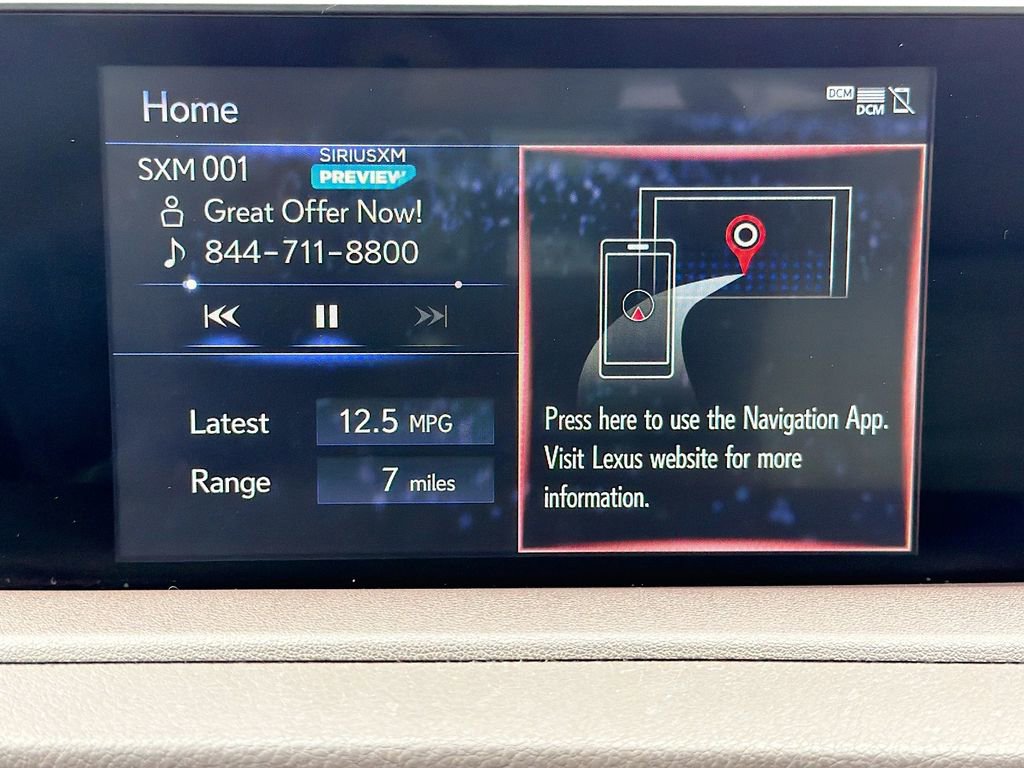 Home
DCM
DCM
SXM 001
SIRIUSXM
PREVIEW
Great Offer Now!
844-711-8800
Latest 12.5 MPG
Range 7 miles
Press here to use the Navigation App.
Visit Lexus website for more
information.